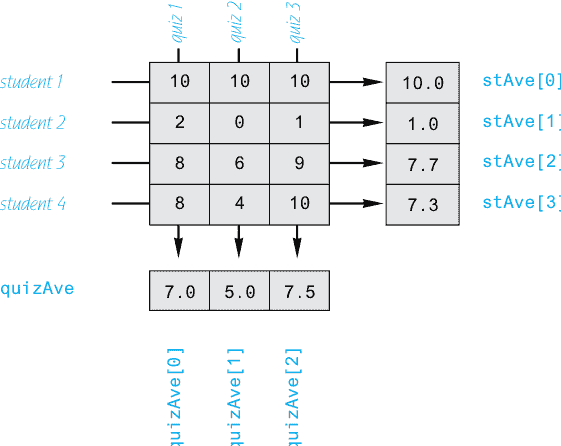 quiz 1 quiz 2 quiz 3
student 1 10 10 10 10.0 stAve[0]
student 2 2 0 1 1.0 stAve[1]
student 3 8 6 9 7.7 stAve[2]
student 4 8 4 10 7.3 stAve[3]
quizAve 7.0 5.0 7.5
quizAve[0] quizAve[1] quizAve[2]